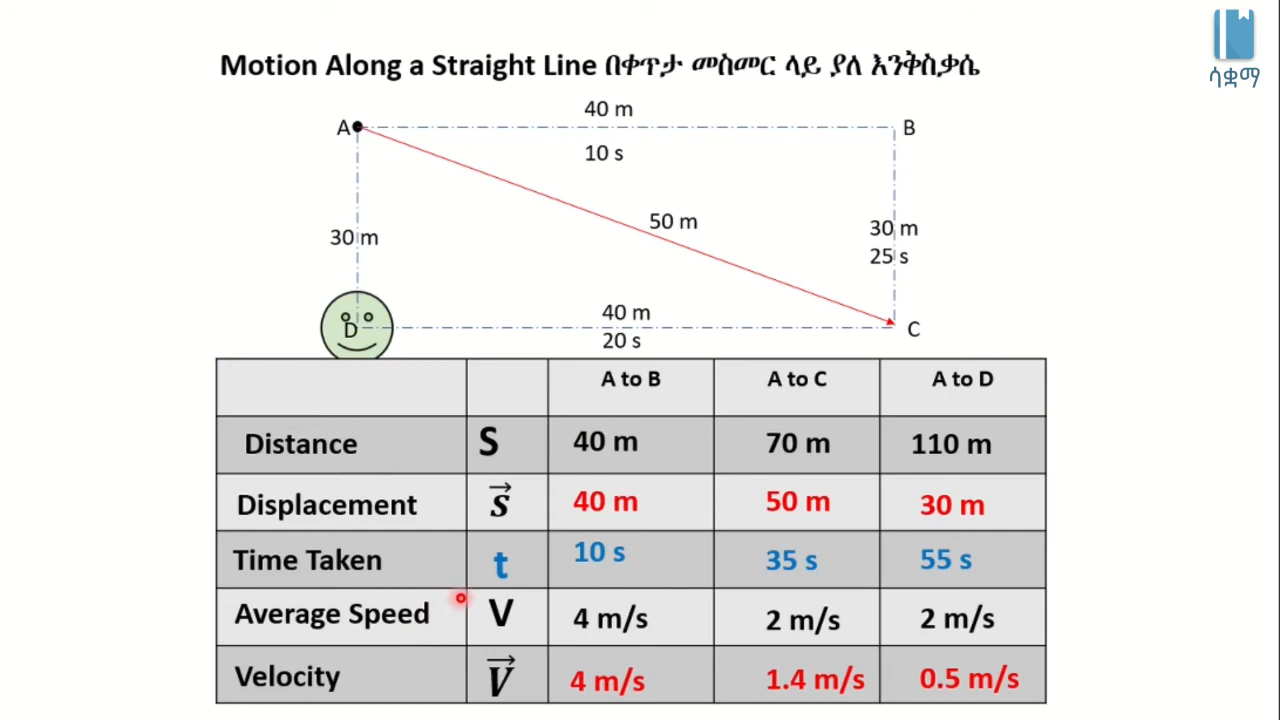 ሳቋማ
Motion Along a Straight Line በቀጥታ መስመር ላይ ያለ እንቅስቃሴ
40 m
A B
10 s
50 m
30 m
30 m
25 s
40 m
D C
20 s
A to B A to C A to D
Distance S 40 m 70 m 110 m
Displacement s 40 m 50 m 30 m
Time Taken t 10 s 35 s 55 s
Average Speed V 4 m/s 2 m/s 2 m/s
Velocity V 4 m/s 1.4 m/s 0.5 m/s